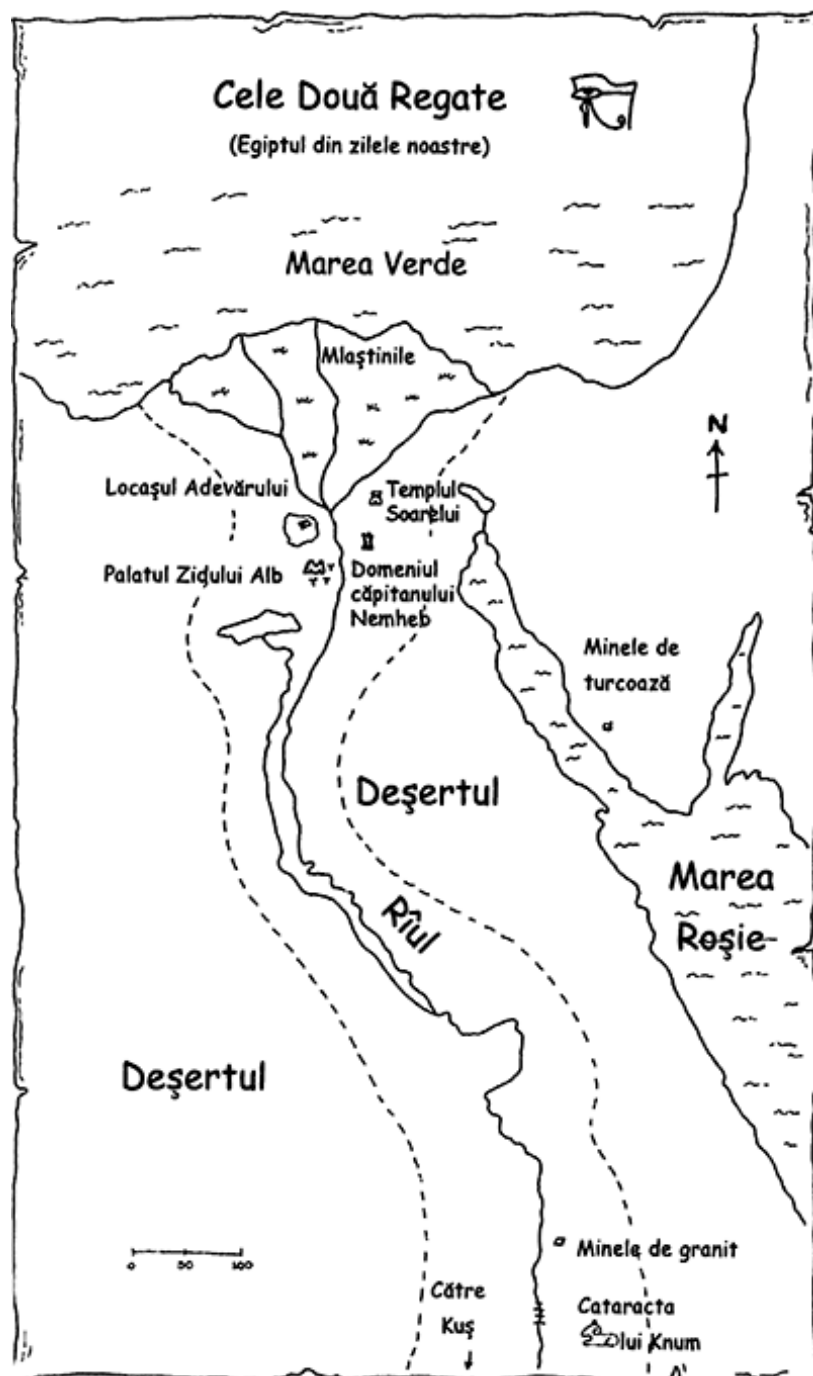 Cele Două Regate
(Egiptul din zilele noastre)
Marea Verde
Mlaştinile
N
Locaşul Adevărului
Templul
Soarelui
Palatul Zidului Alb
Domeniul
căpitanului
Nemheb
Minele de
turcoază
Deşertul
Marea
Roşie
Rîul
Deşertul
0 50 100
Minele de granit
Către
Kuş
Cataracta
lui Knum